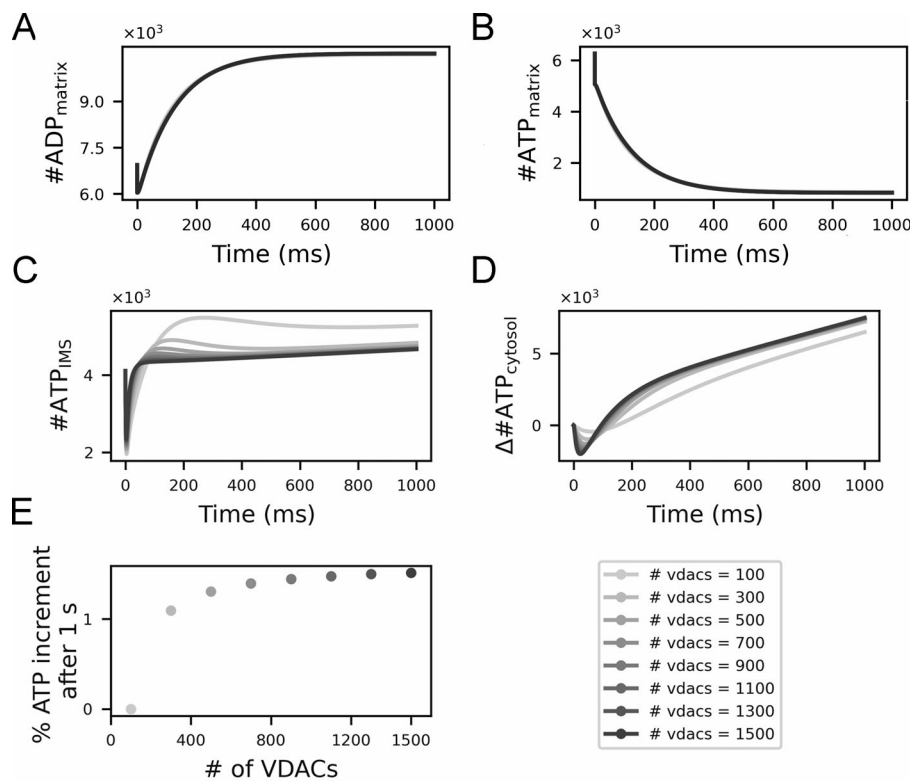 A
×10³
#ADPmatrix
9.0
7.5
6.0
0 200 400 600 800 1000
Time (ms)
B
×10³
#ATPmatrix
6
4
2
0 200 400 600 800 1000
Time (ms)
C
×10³
#ATPIMS
4
2
0 200 400 600 800 1000
Time (ms)
D
×10³
Δ#ATPcytosol
5
0
0 200 400 600 800 1000
Time (ms)
E
% ATP increment
after 1 s
1
0
0 400 800 1200 1500
# of VDACs
# vdacs = 100
# vdacs = 300
# vdacs = 500
# vdacs = 700
# vdacs = 900
# vdacs = 1100
# vdacs = 1300
# vdacs = 1500